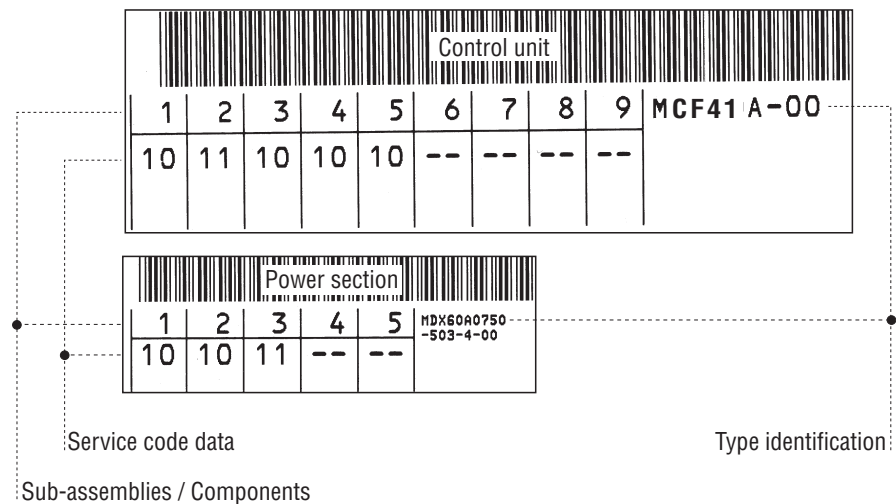 Control unit
1 2 3 4 5 6 7 8 9 MCF41A-00
10 11 10 10 10 -- -- -- --
Power section
1 2 3 4 5 MDX60A0750
-503-4-00
10 10 11 -- --
Service code data
Type identification
Sub-assemblies / Components